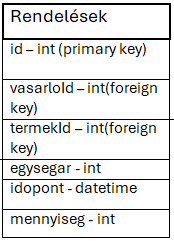 Rendelések
id – int (primary key)
vasarloId – int(foreign
key)
termekId – int(foreign
key)
egysegar - int
idopont - datetime
mennyiseg - int